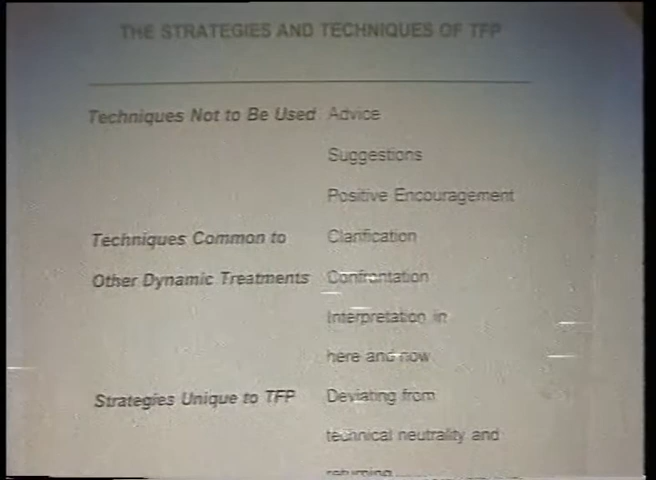 THE STRATEGIES AND TECHNIQUES OF TFP
Techniques Not to Be Used Advice
Suggestions
Positive Encouragement
Techniques Common to Clarification
Other Dynamic Treatments Confrontation
Interpretation in
here and now
Strategies Unique to TFP Deviating from
technical neutrality and
returning